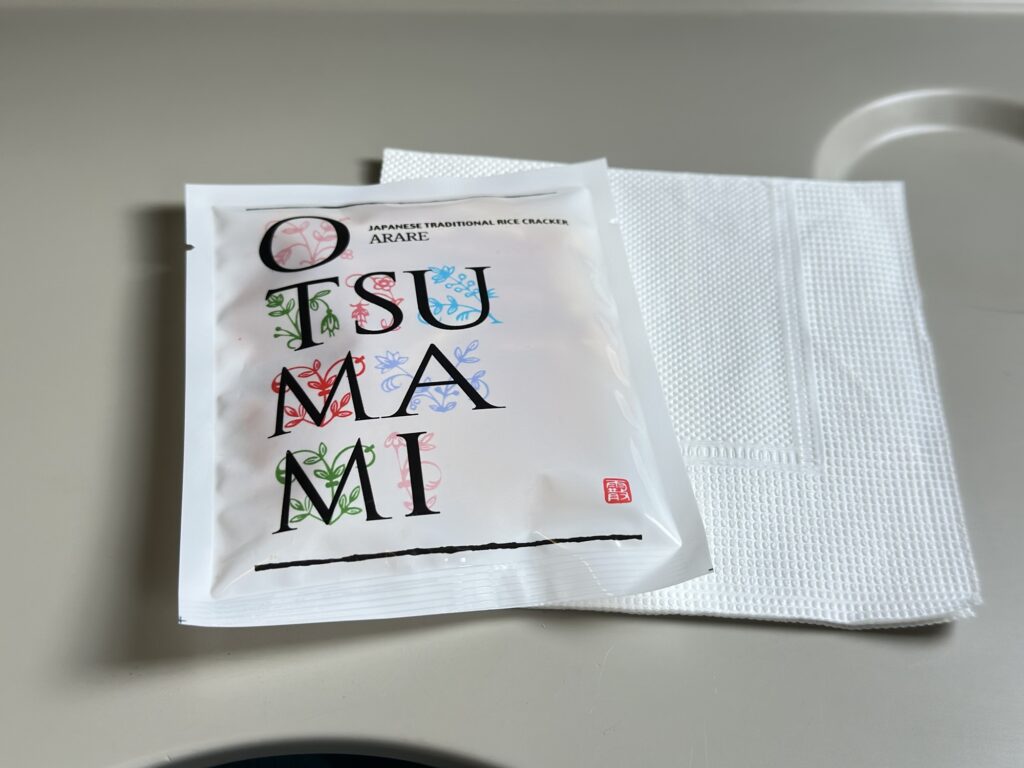 O
JAPANESE TRADITIONAL RICE CRACKER
ARARE
TSU
MA
MI